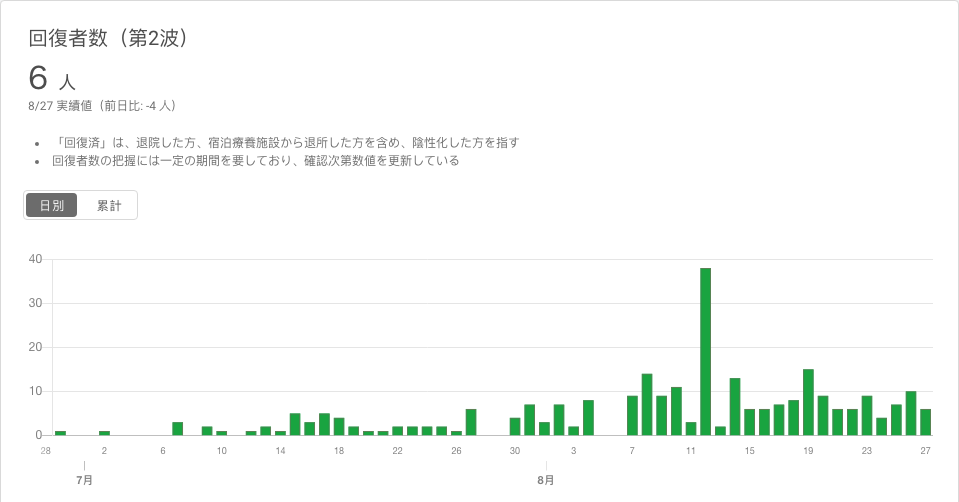 回復者数（第2波）
6 人
8/27 実績値（前日比: -4 人）
• 「回復済」は、退院した方、宿泊療養施設から退所した方を含め、陰性化した方を指す
• 回復者数の把握には一定の期間を要しており、確認次第数値を更新している
日別 累計
40
30
20
10
0
28 2 6 10 14 18 22 26 30 3 7 11 15 19 23 27
7月 8月